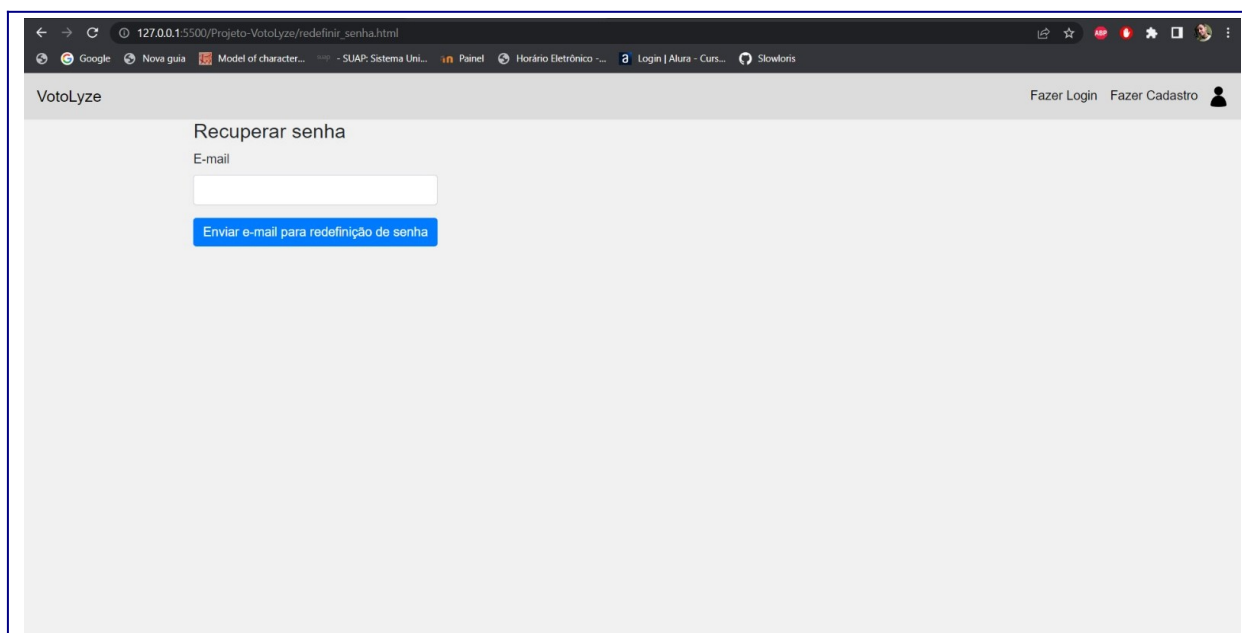 127.0.0.1:5500/Projeto-VotoLyze/redefinir_senha.html
ABP
Google Nova guia Model of character... - SUAP: Sistema Uni... in Painel Horário Eletrônico -... a Login | Alura - Curs... Slowloris
VotoLyze Fazer Login Fazer Cadastro
Recuperar senha
E-mail
Enviar e-mail para redefinição de senha